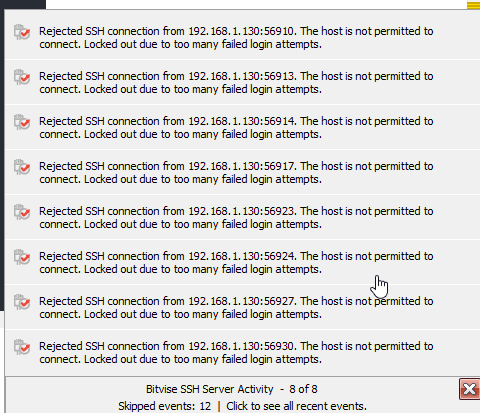 Rejected SSH connection from 192.168.1.130:56910. The host is not permitted to
connect. Locked out due to too many failed login attempts.
Rejected SSH connection from 192.168.1.130:56913. The host is not permitted to
connect. Locked out due to too many failed login attempts.
Rejected SSH connection from 192.168.1.130:56914. The host is not permitted to
connect. Locked out due to too many failed login attempts.
Rejected SSH connection from 192.168.1.130:56917. The host is not permitted to
connect. Locked out due to too many failed login attempts.
Rejected SSH connection from 192.168.1.130:56923. The host is not permitted to
connect. Locked out due to too many failed login attempts.
Rejected SSH connection from 192.168.1.130:56924. The host is not permitted to
connect. Locked out due to too many failed login attempts.
Rejected SSH connection from 192.168.1.130:56927. The host is not permitted to
connect. Locked out due to too many failed login attempts.
Rejected SSH connection from 192.168.1.130:56930. The host is not permitted to
connect. Locked out due to too many failed login attempts.
Bitvise SSH Server Activity - 8 of 8
Skipped events: 12 | Click to see all recent events.